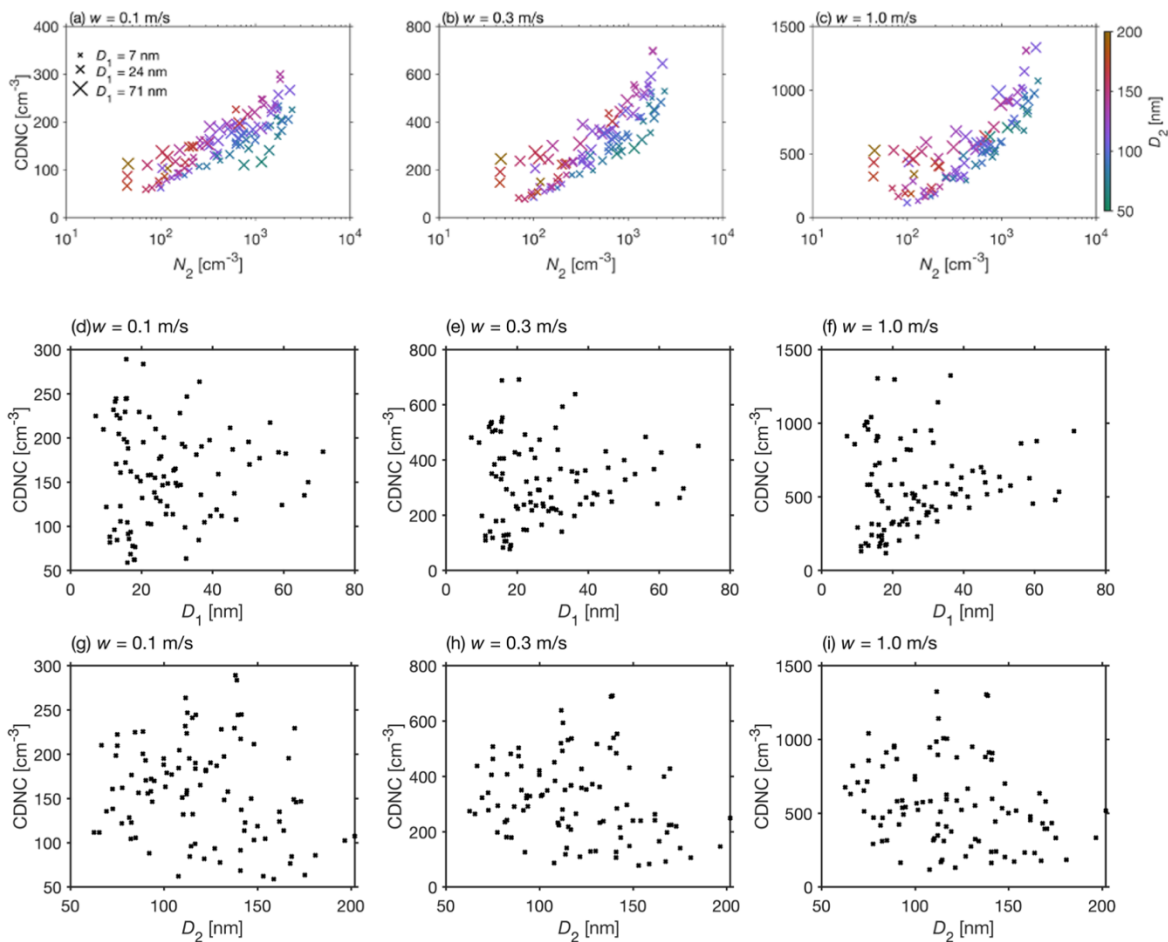 (a) w = 0.1 m/s
(b) w = 0.3 m/s
(c) w = 1.0 m/s
400
300
200
100
0
CDNC [cm⁻³]
D₁ = 7 nm
D₁ = 24 nm
D₁ = 71 nm
10¹ 10² 10³ 10⁴
N₂ [cm⁻³]
800
600
400
200
0
10¹ 10² 10³ 10⁴
N₂ [cm⁻³]
1500
1000
500
0
10¹ 10² 10³ 10⁴
N₂ [cm⁻³]
200
150
100
50
D₂ [nm]
(d)w = 0.1 m/s
300
250
200
150
100
50
CDNC [cm⁻³]
0 20 40 60 80
D₁ [nm]
(e) w = 0.3 m/s
800
600
400
200
0
CDNC [cm⁻³]
0 20 40 60 80
D₁ [nm]
(f) w = 1.0 m/s
1500
1000
500
0
CDNC [cm⁻³]
0 20 40 60 80
D₁ [nm]
(g) w = 0.1 m/s
300
250
200
150
100
50
CDNC [cm⁻³]
50 100 150 200
D₂ [nm]
(h) w = 0.3 m/s
800
600
400
200
0
CDNC [cm⁻³]
50 100 150 200
D₂ [nm]
(i) w = 1.0 m/s
1500
1000
500
0
CDNC [cm⁻³]
50 100 150 200
D₂ [nm]